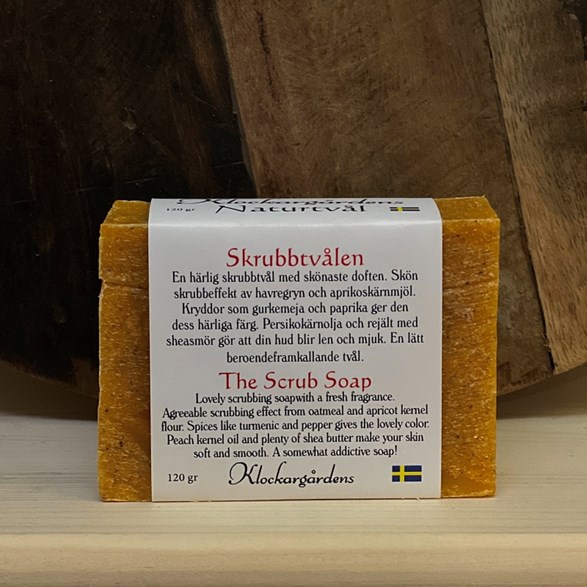 Klockargårdens
120 gr Naturtvål
Skrubbtvålen
En härlig skrubbtvål med skönaste doften. Skön
skrubbeffekt av havregryn och aprikoskärnmjöl.
Kryddor som gurkemeja och paprika ger den
dess härliga färg. Persikokärnolja och rejält med
sheasmör gör att din hud blir len och mjuk. En lätt
beroendeframkallande tvål.
The Scrub Soap
Lovely scrubbing soapwith a fresh fragrance.
Agreeable scrubbing effect from oatmeal and apricot kernel
flour. Spices like turmeric and pepper gives the lovely color.
Peach kernel oil and plenty of shea butter make your skin
soft and smooth. A somewhat addictive soap!
120 gr Klockargårdens